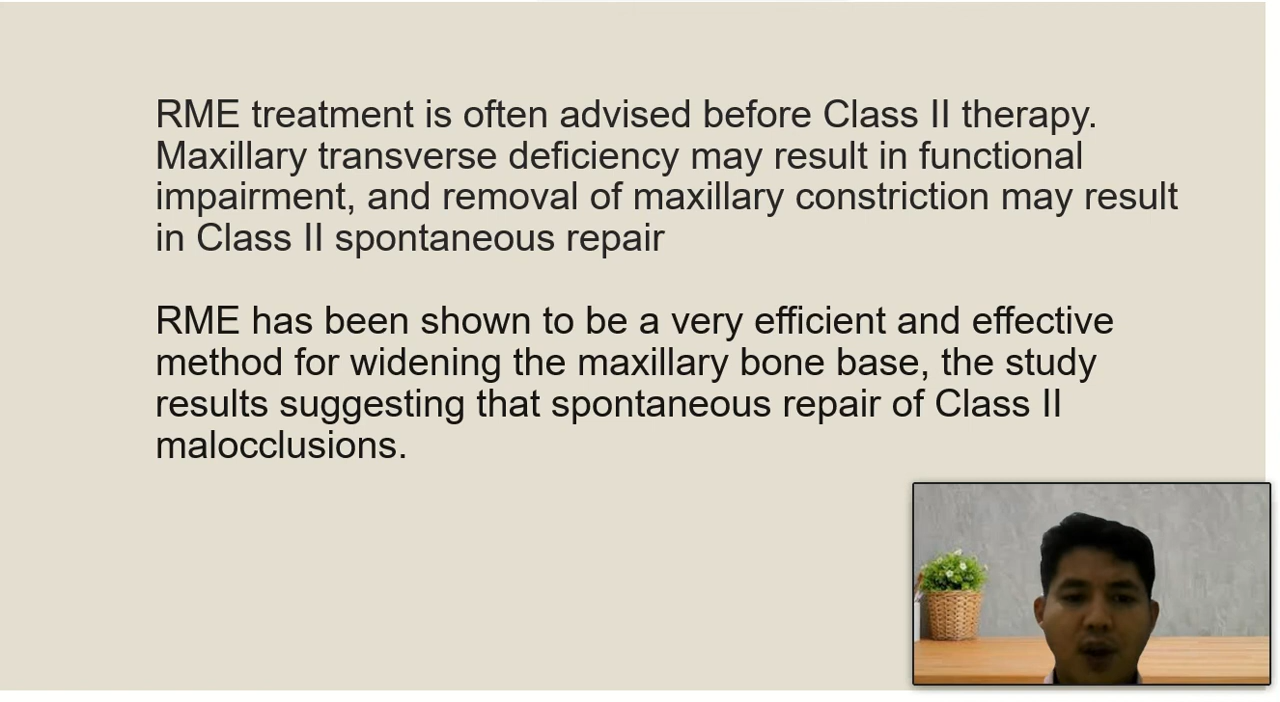 RME treatment is often advised before Class II therapy.
Maxillary transverse deficiency may result in functional
impairment, and removal of maxillary constriction may result
in Class II spontaneous repair
RME has been shown to be a very efficient and effective
method for widening the maxillary bone base, the study
results suggesting that spontaneous repair of Class II
malocclusions.